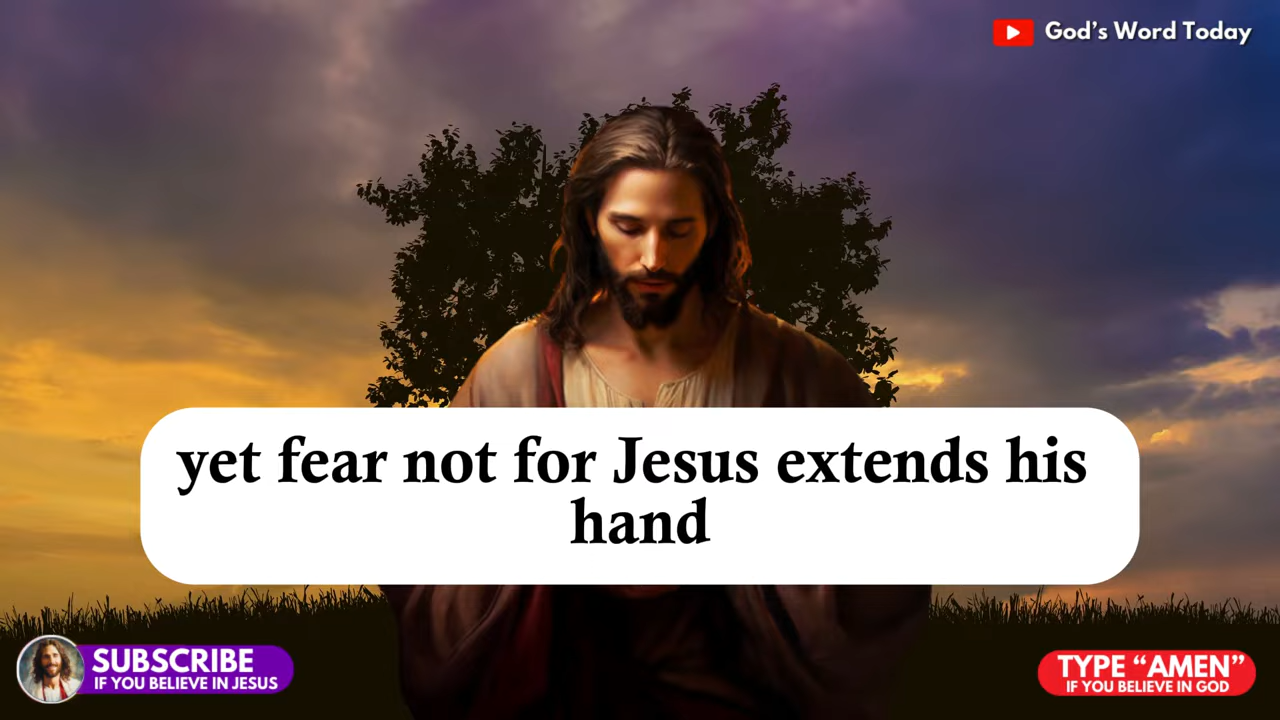 God's Word Today
yet fear not for Jesus extends his
hand
SUBSCRIBE
IF YOU BELIEVE IN JESUS
TYPE “AMEN”
IF YOU BELIEVE IN GOD